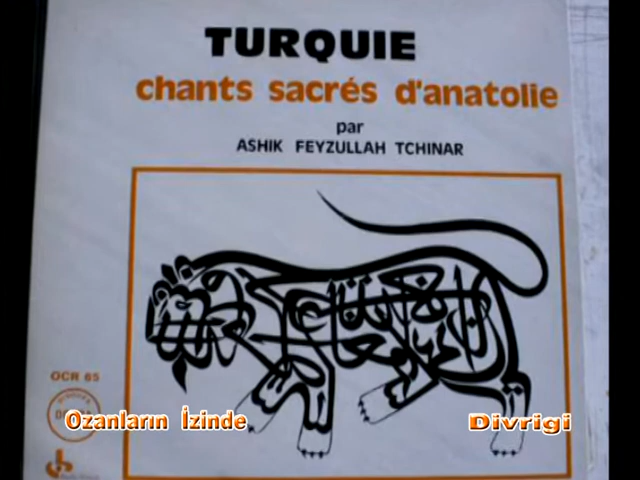 TURQUIE
chants sacrés d'anatolie
par
ASHIK FEYZULLAH TCHINAR
OCR 65
Ozanların İzinde
Divrigi